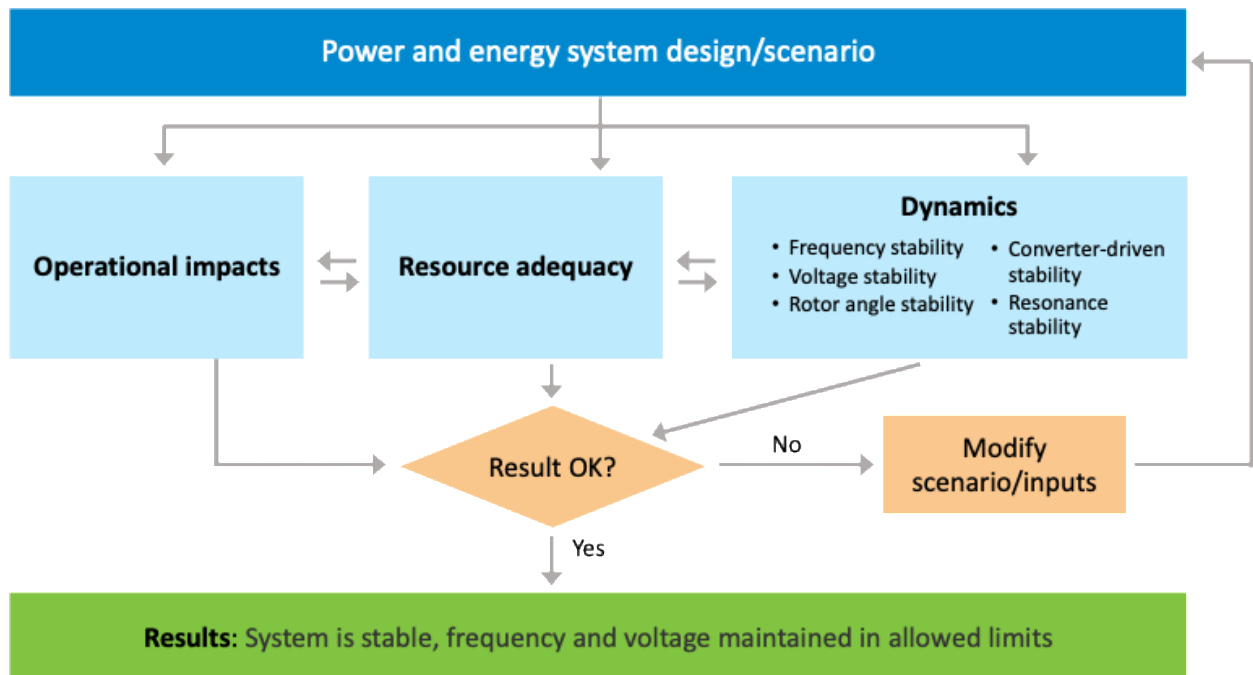 Power and energy system design/scenario
Operational impacts
Resource adequacy
Dynamics
• Frequency stability
• Voltage stability
• Rotor angle stability
• Converter-driven
stability
• Resonance
stability
Result OK?
No
Modify
scenario/inputs
Yes
Results: System is stable, frequency and voltage maintained in allowed limits